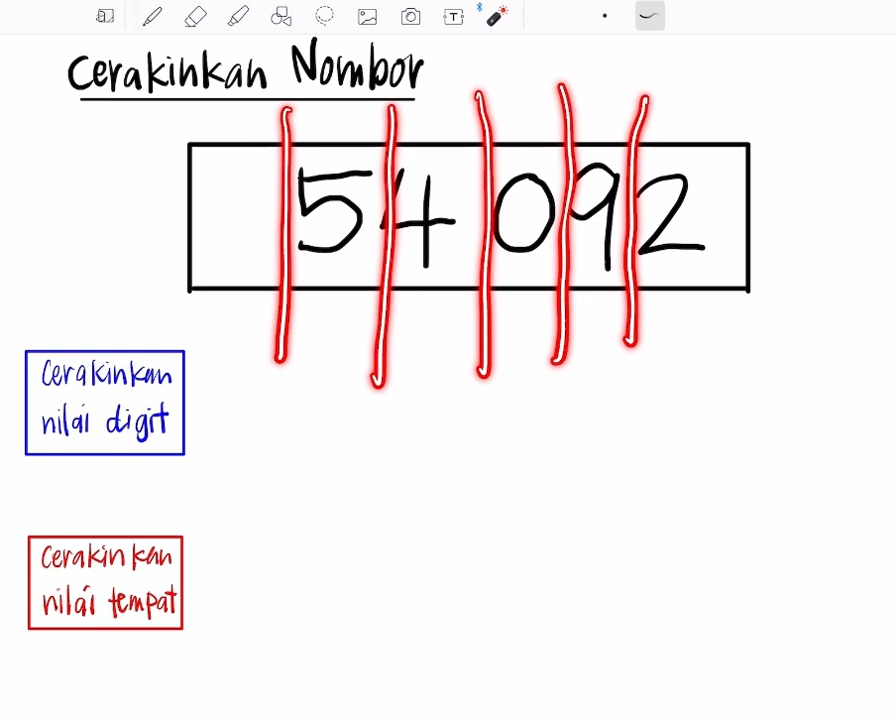 Cerakinkan Nombor
54092
Cerakinkan
nilai digit
Cerakinkan
nilai tempat